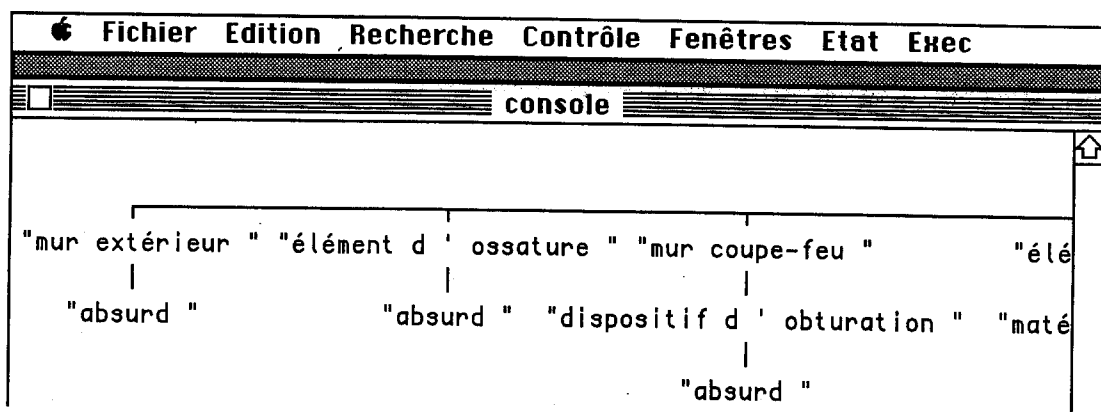 Fichier Edition Recherche Contrôle Fenêtres Etat Exec
console
"mur extérieur " "élément d ' ossature " "mur coupe-feu " "élé
"absurd " "absurd " "dispositif d ' obturation " "maté
"absurd "